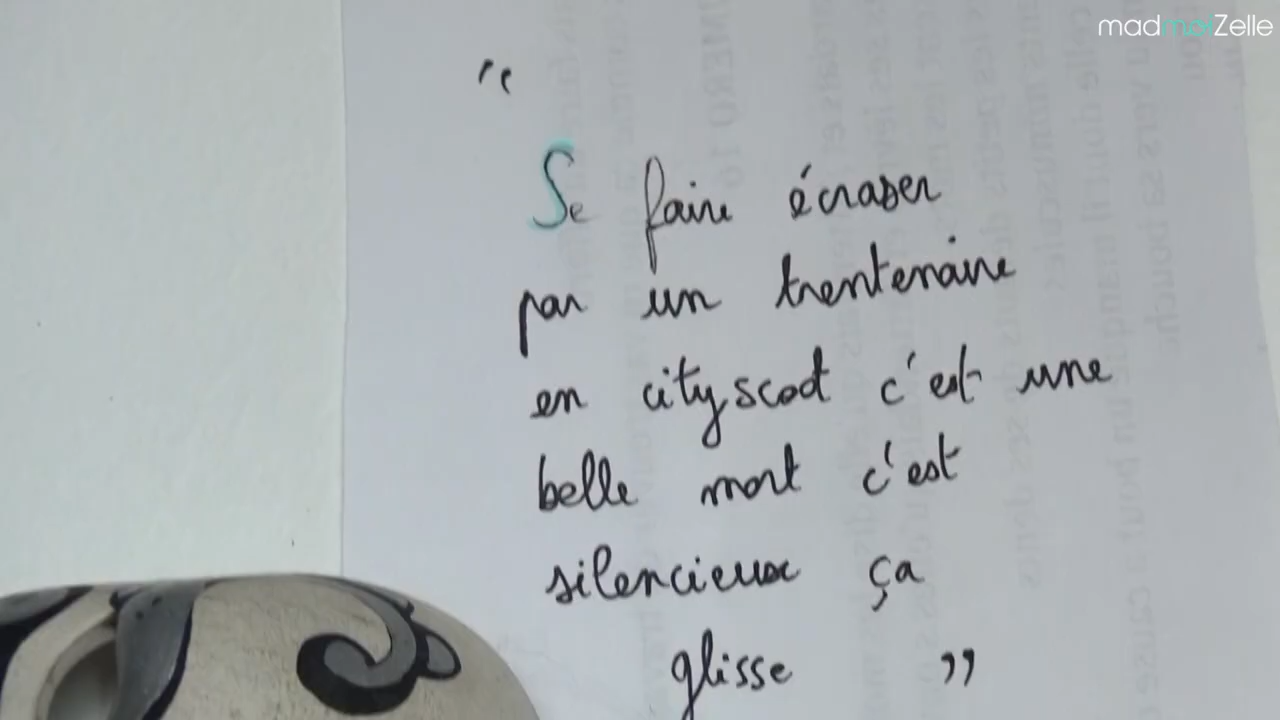 madmoiZelle
"
Se faire écraser
par un trentenaire
en cityscoot c'est une
belle mort c'est
silencieux ça
glisse "